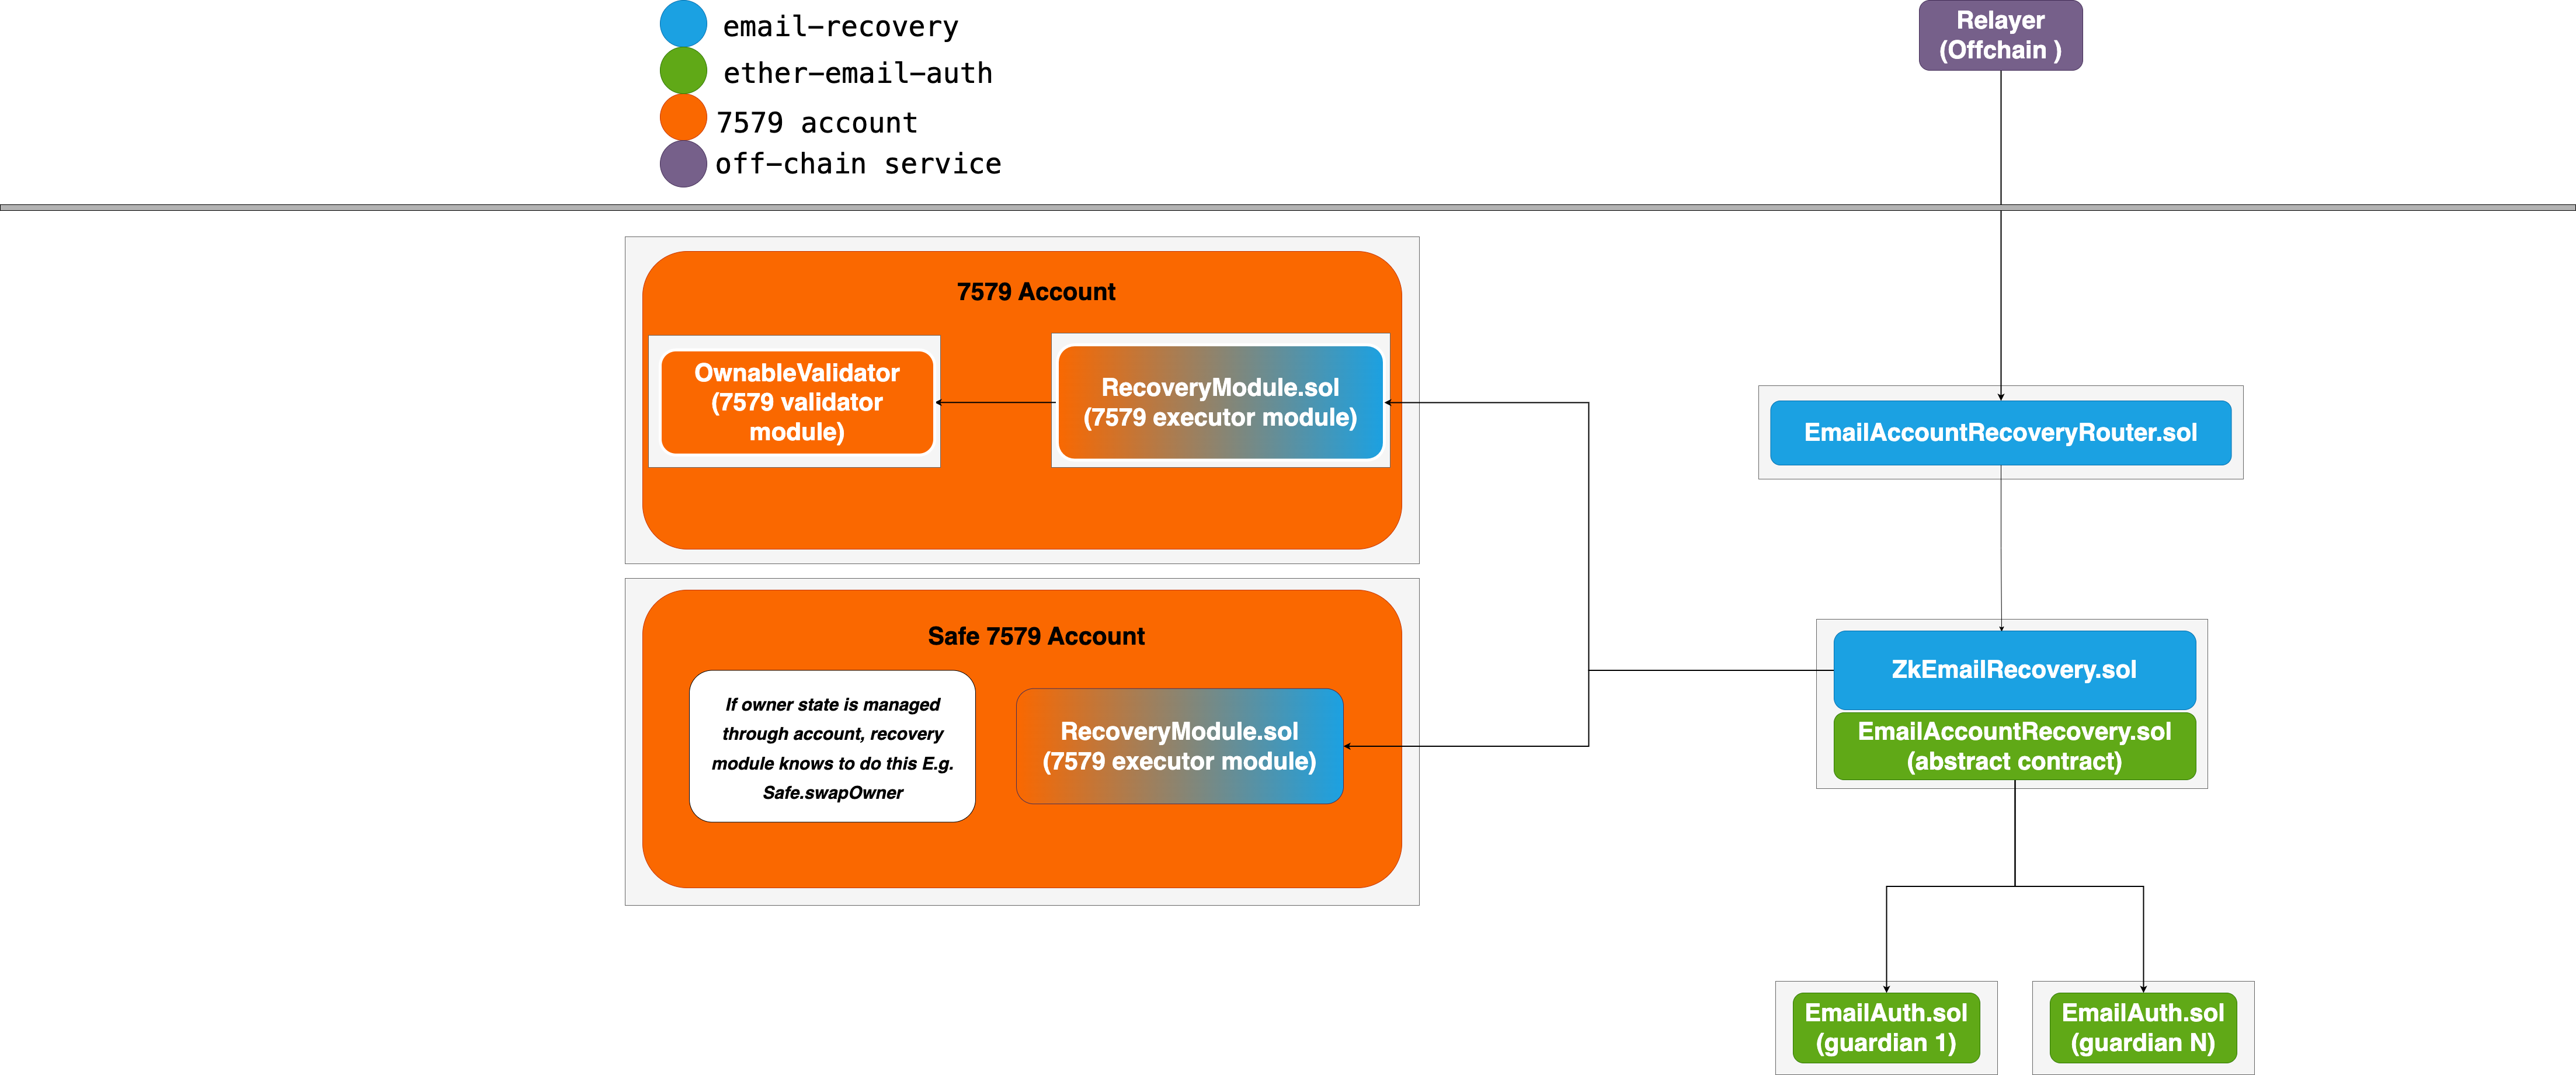 email-recovery
ether-email-auth
7579 account
off-chain service
Relayer
(Offchain )
7579 Account
OwnableValidator
(7579 validator
module)
RecoveryModule.sol
(7579 executor module)
EmailAccountRecoveryRouter.sol
Safe 7579 Account
If owner state is managed
through account, recovery
module knows to do this E.g.
Safe.swapOwner
RecoveryModule.sol
(7579 executor module)
ZkEmailRecovery.sol
EmailAccountRecovery.sol
(abstract contract)
EmailAuth.sol
(guardian 1)
EmailAuth.sol
(guardian N)